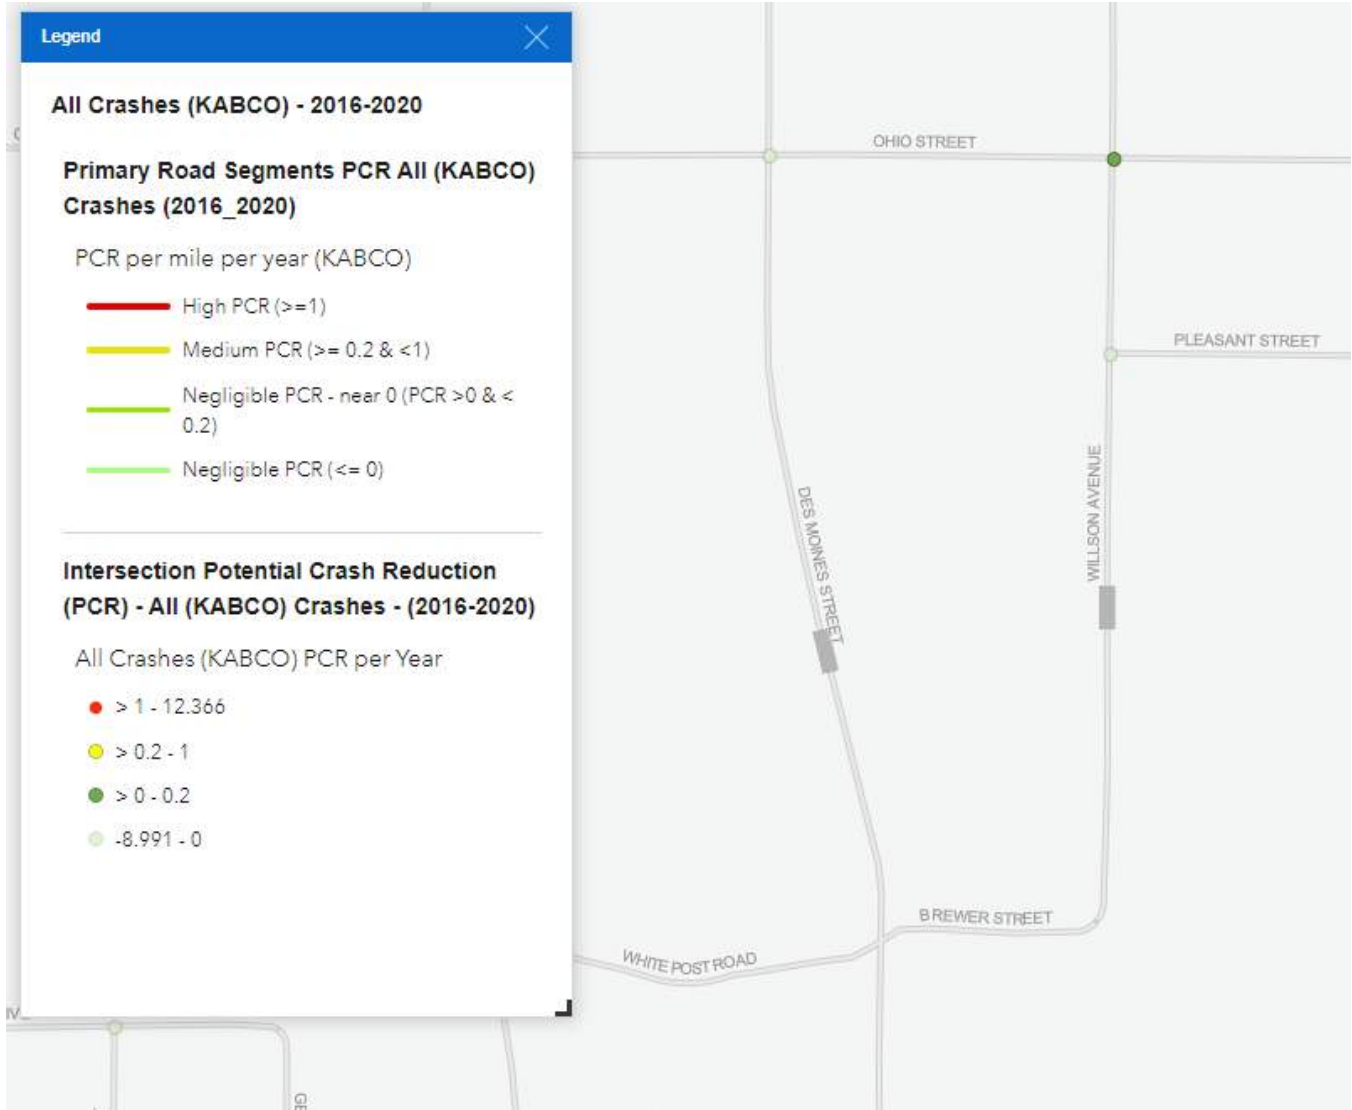 Legend
All Crashes (KABCO) - 2016-2020
Primary Road Segments PCR All (KABCO)
Crashes (2016_2020)
PCR per mile per year (KABCO)
High PCR (>=1)
Medium PCR (>= 0.2 & <1)
Negligible PCR - near 0 (PCR >0 & <
0.2)
Negligible PCR (<= 0)
Intersection Potential Crash Reduction
(PCR) - All (KABCO) Crashes - (2016-2020)
All Crashes (KABCO) PCR per Year
> 1 - 12.366
> 0.2 - 1
> 0 - 0.2
-8.991 - 0
OHIO STREET
PLEASANT STREET
WILLSON AVENUE
DES MOINES STREET
BREWER STREET
WHITE POST ROAD